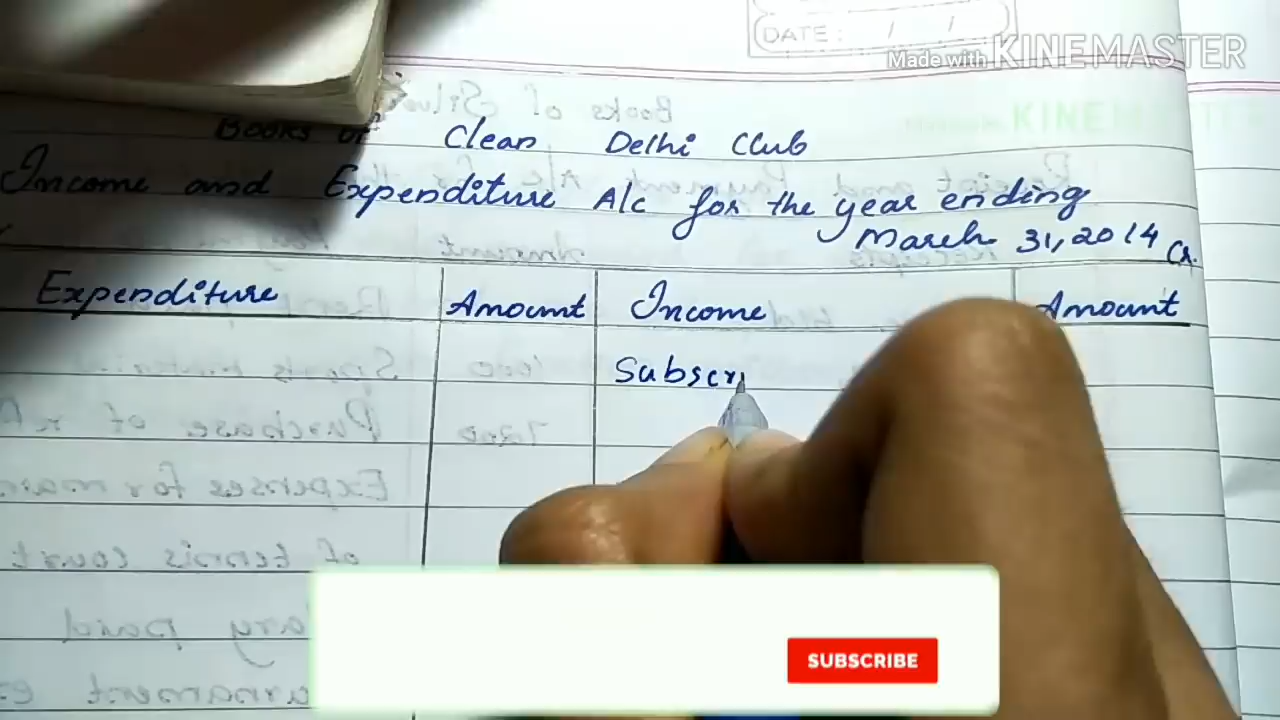 DATE: / /
Made with KINEMASTER
Books of Clean Delhi Club
Income and Expenditure A/c for the year ending
March 31, 2014 Cr.
Expenditure Amount Income Amount
Subscr
SUBSCRIBE